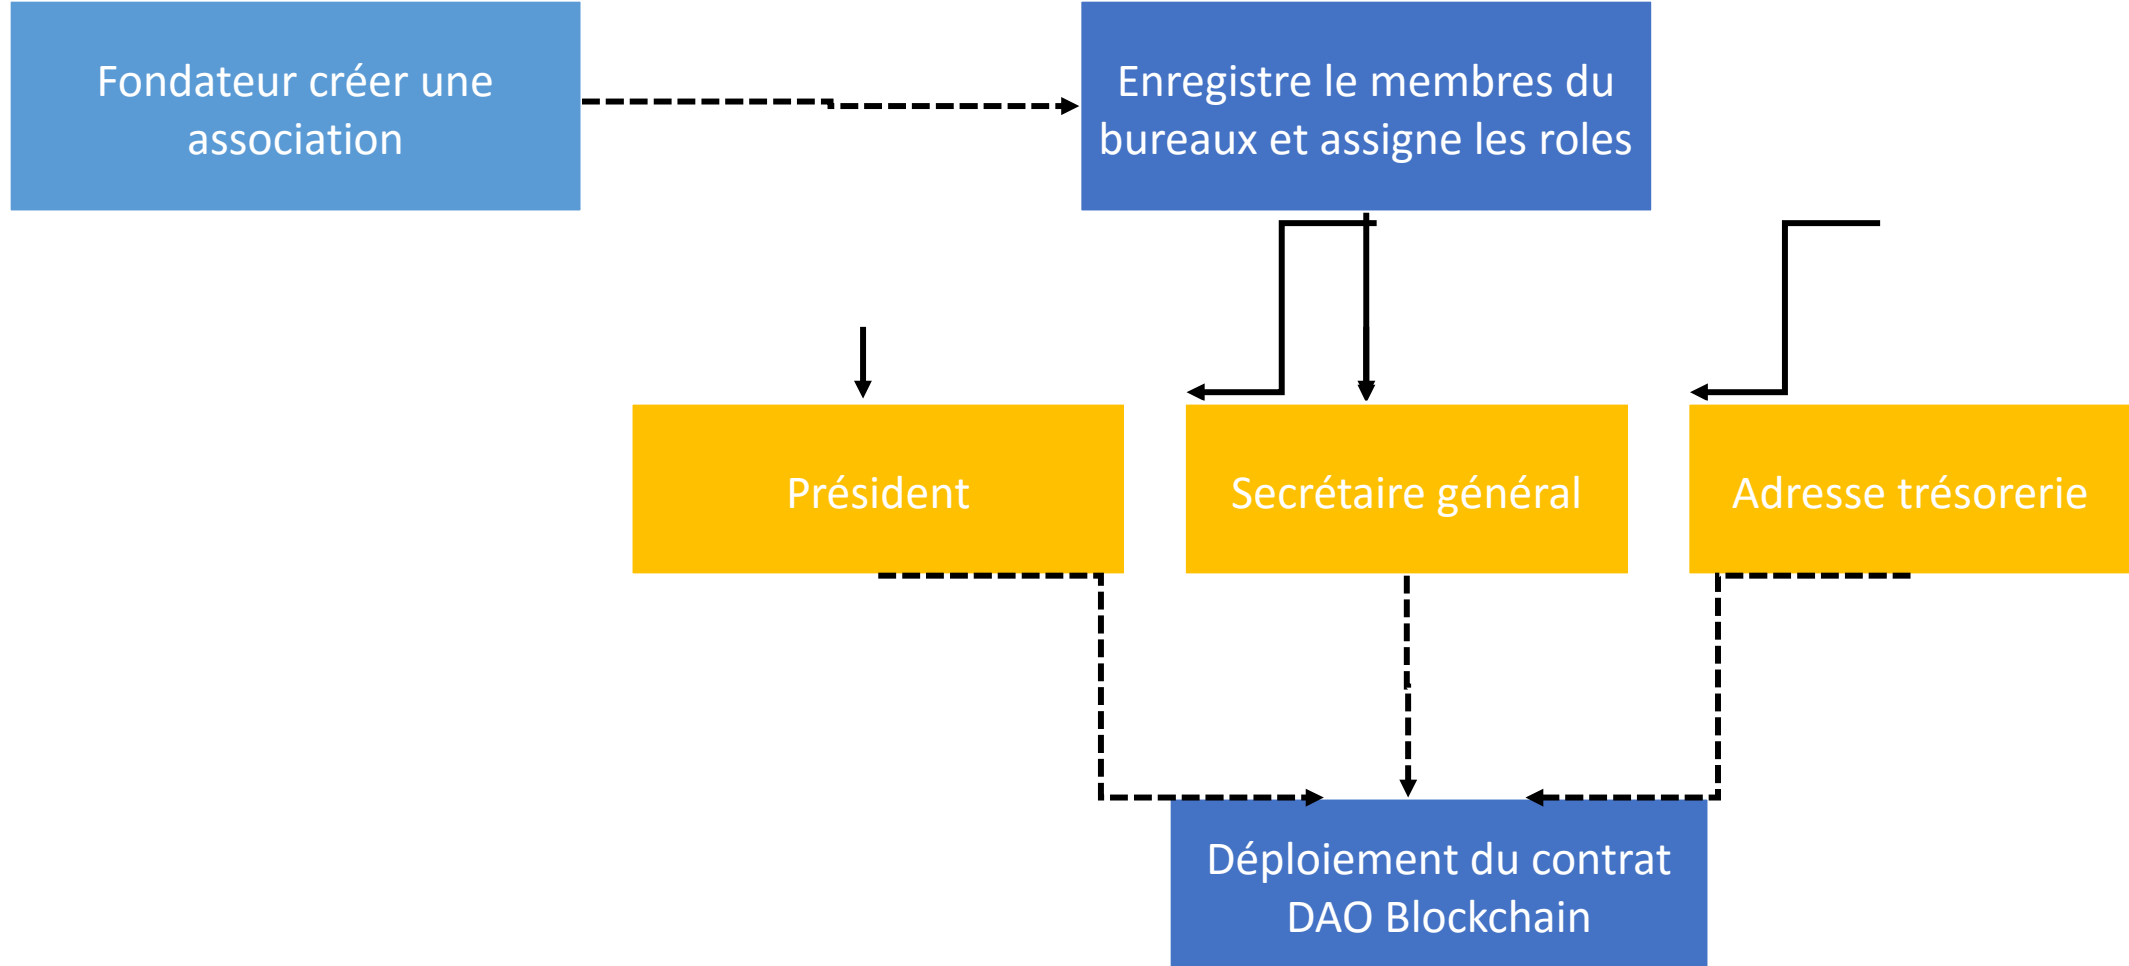 Fondateur créer une
association
Enregistre le membres du
bureaux et assigne les roles
Président
Secrétaire général
Adresse trésorerie
Déploiement du contrat
DAO Blockchain